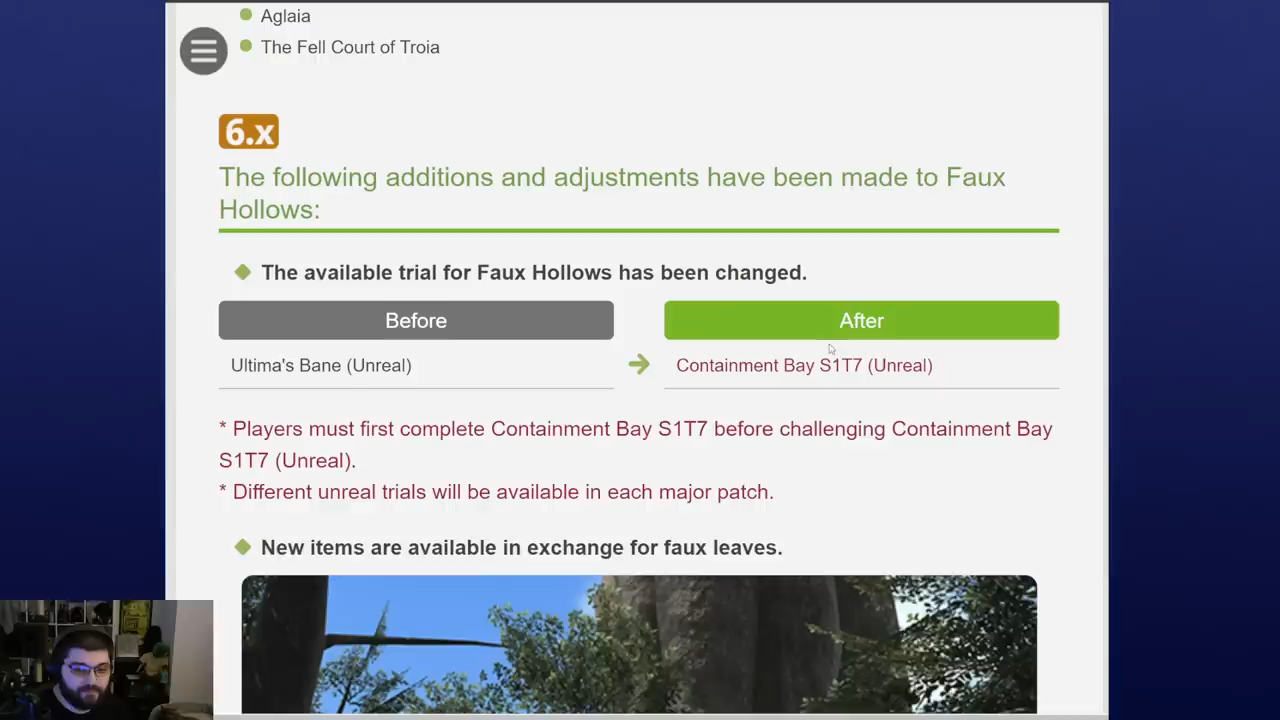 Aglaia
The Fell Court of Troia
6.x
The following additions and adjustments have been made to Faux
Hollows:
The available trial for Faux Hollows has been changed.
Before
After
Ultima's Bane (Unreal)
Containment Bay S1T7 (Unreal)
* Players must first complete Containment Bay S1T7 before challenging Containment Bay
S1T7 (Unreal).
* Different unreal trials will be available in each major patch.
New items are available in exchange for faux leaves.